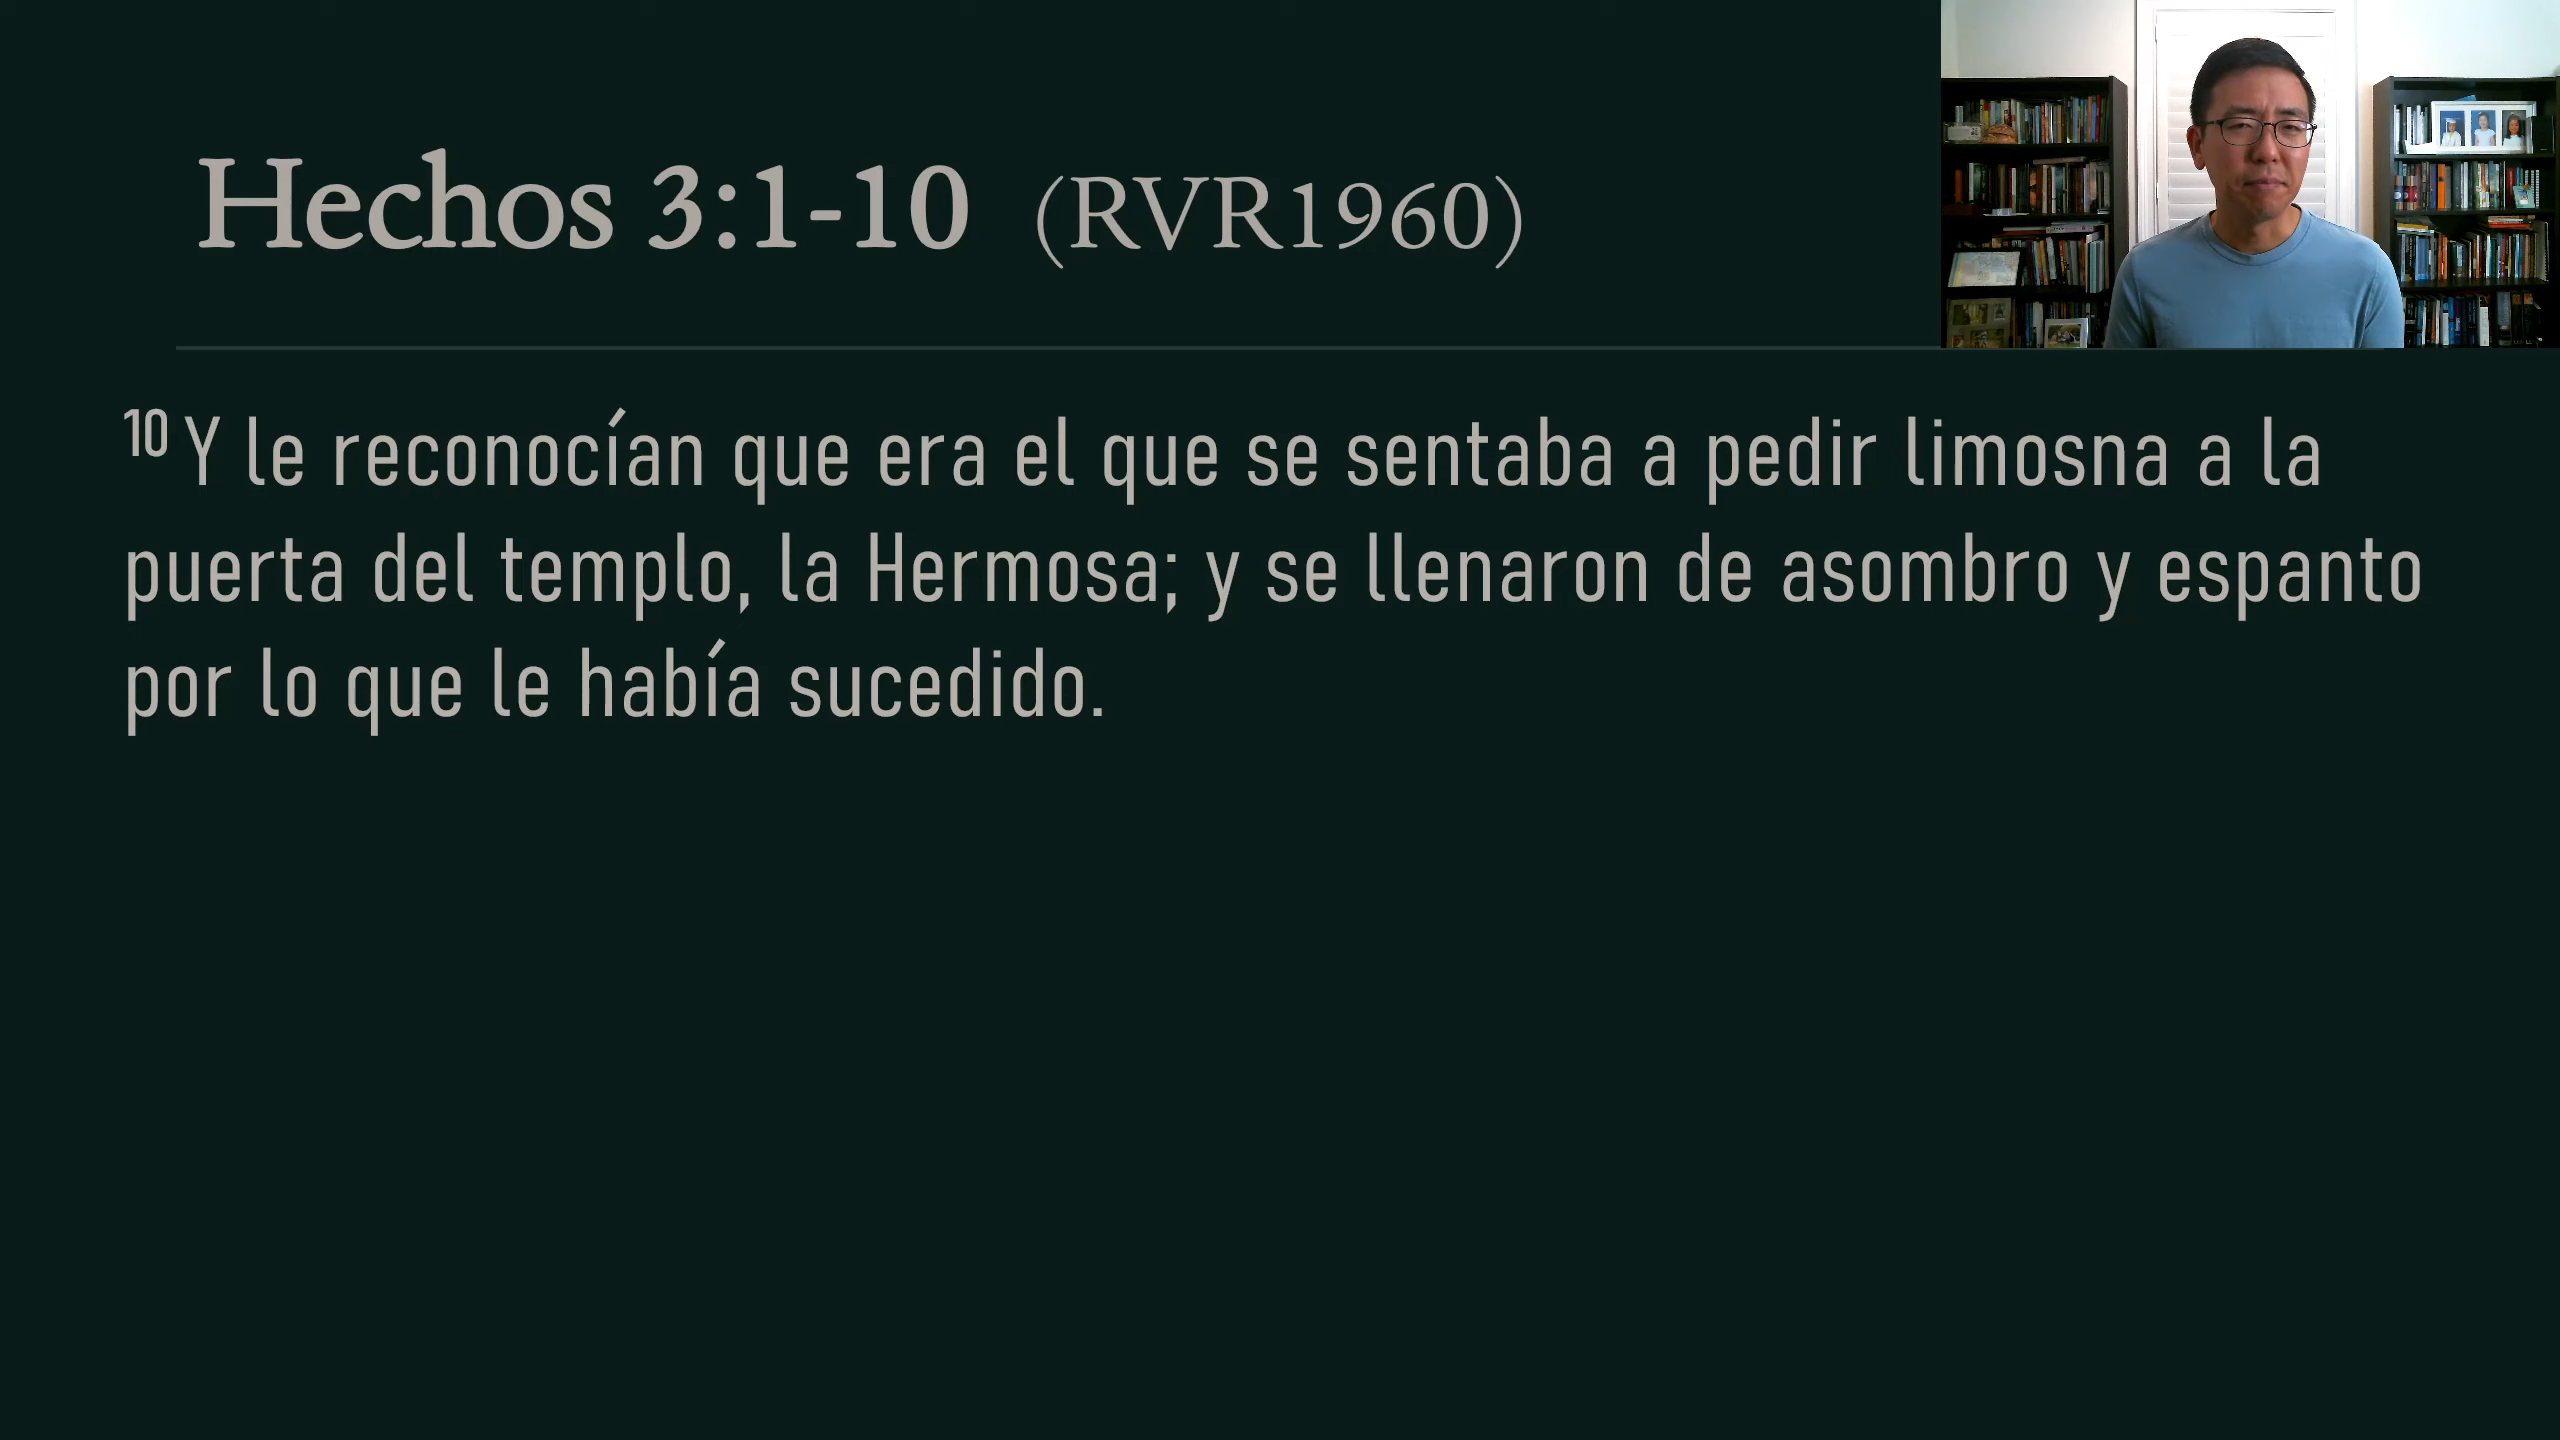 Hechos 3:1-10 (RVR1960)
10 Y le reconocían que era el que se sentaba a pedir limosna a la
puerta del templo, la Hermosa; y se llenaron de asombro y espanto
por lo que le había sucedido.